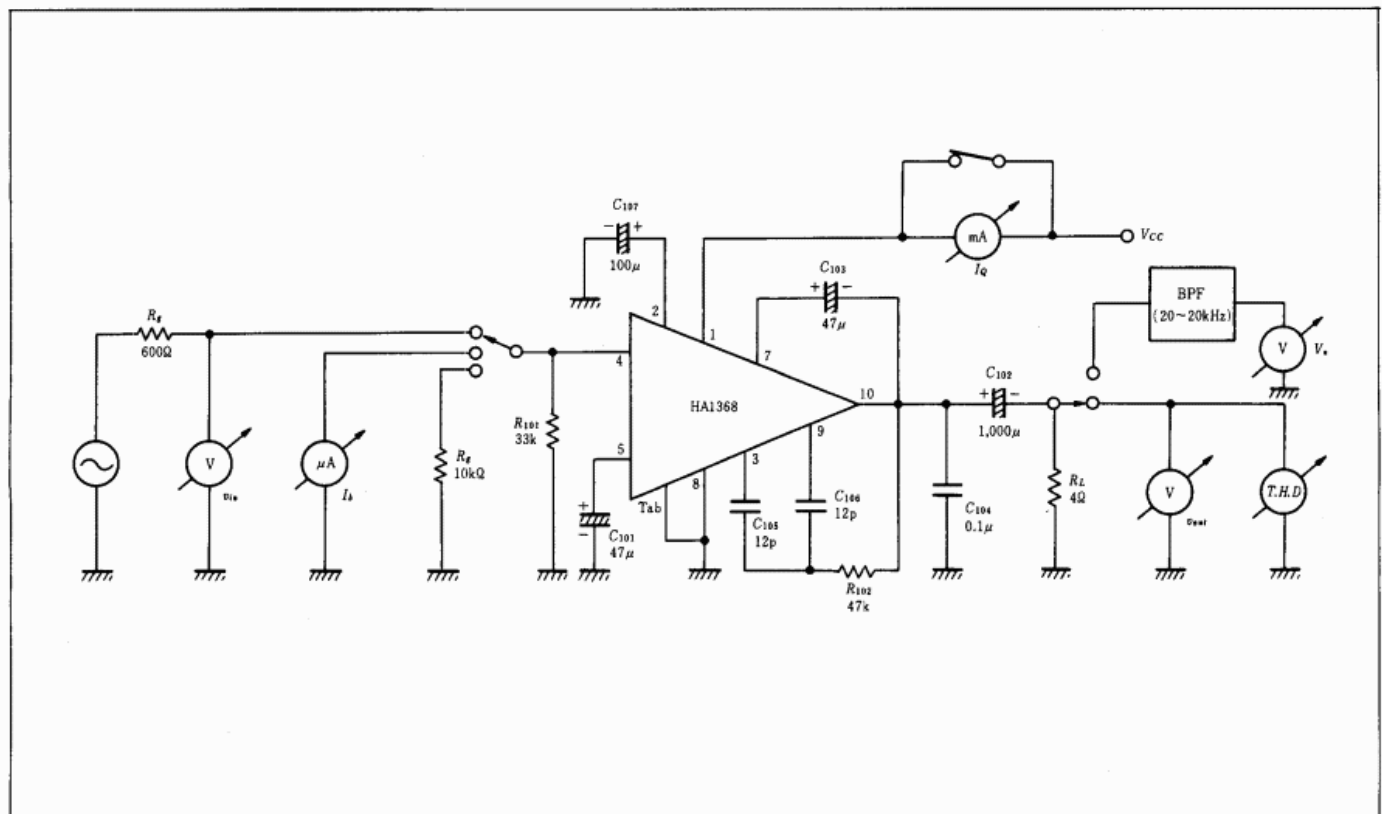 C107
- +
100μ
mA
IQ
VCC
C103
+ -
47μ
BPF
(20~20kHz)
V
Vn
Rg
600Ω
2
1
7
4
HA1368
10
C102
+ -
1,000μ
R101
33k
5
9
3
8
V
vin
μA
Ib
Rg
10kΩ
Tab
+
-
C101
47μ
C105
12p
C106
12p
R102
47k
C104
0.1μ
RL
4Ω
V
vout
T.H.D